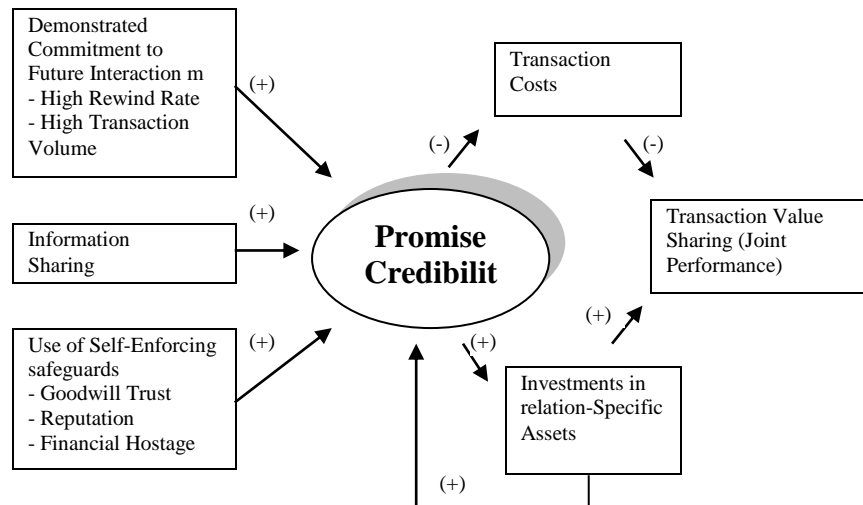 Demonstrated
Commitment to
Future Interaction m
- High Rewind Rate
- High Transaction
Volume
(+)
Transaction
Costs
(-)
(-)
Information
Sharing
(+)
Promise
Credibilit
Transaction Value
Sharing (Joint
Performance)
Use of Self-Enforcing
safeguards
- Goodwill Trust
- Reputation
- Financial Hostage
(+)
(+)
(+)
Investments in
relation-Specific
Assets
(+)